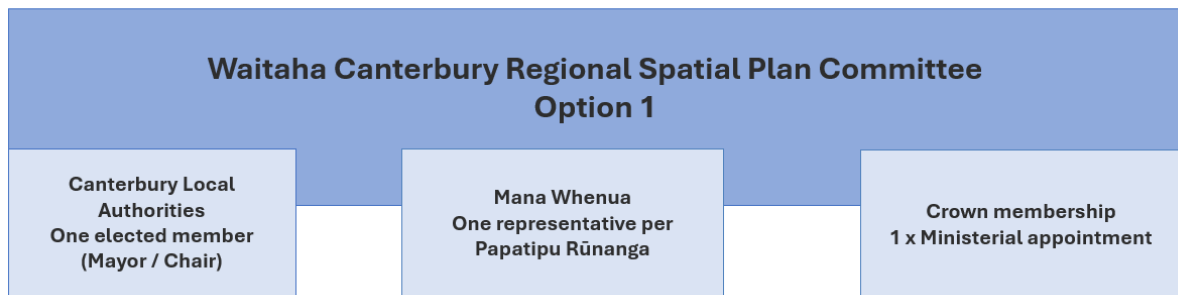 Waitaha Canterbury Regional Spatial Plan Committee
Option 1
Canterbury Local
Authorities
One elected member
(Mayor / Chair)
Mana Whenua
One representative per
Papatipu Rūnanga
Crown membership
1 x Ministerial appointment